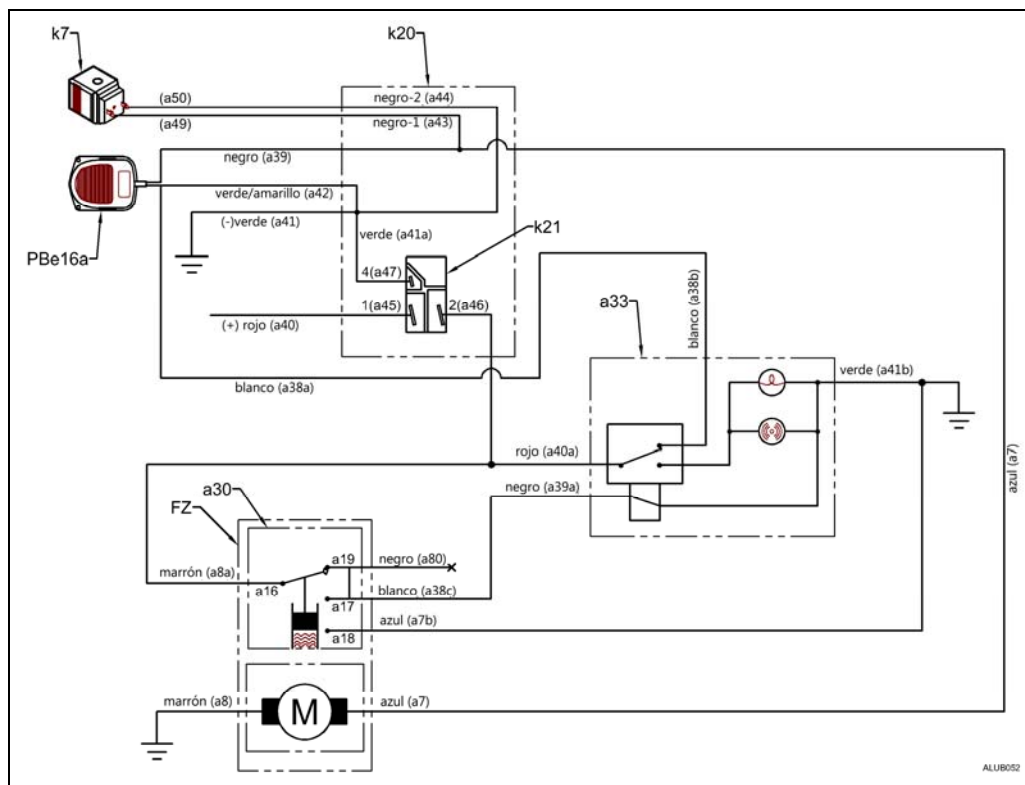 k7
k20
(a50)
negro-2 (a44)
(a49)
negro-1 (a43)
negro (a39)
verde/amarillo (a42)
(-)verde (a41)
verde (a41a)
k21
PBe16a
4(a47)
1(a45)
2(a46)
(+) rojo (a40)
blanco (a38b)
a33
blanco (a38a)
verde (a41b)
rojo (a40a)
negro (a39a)
azul (a7)
a30
FZ
a19
negro (a80)
marrón (a8a)
a16
blanco (a38c)
a17
azul (a7b)
a18
marrón (a8)
M
azul (a7)
ALUB052